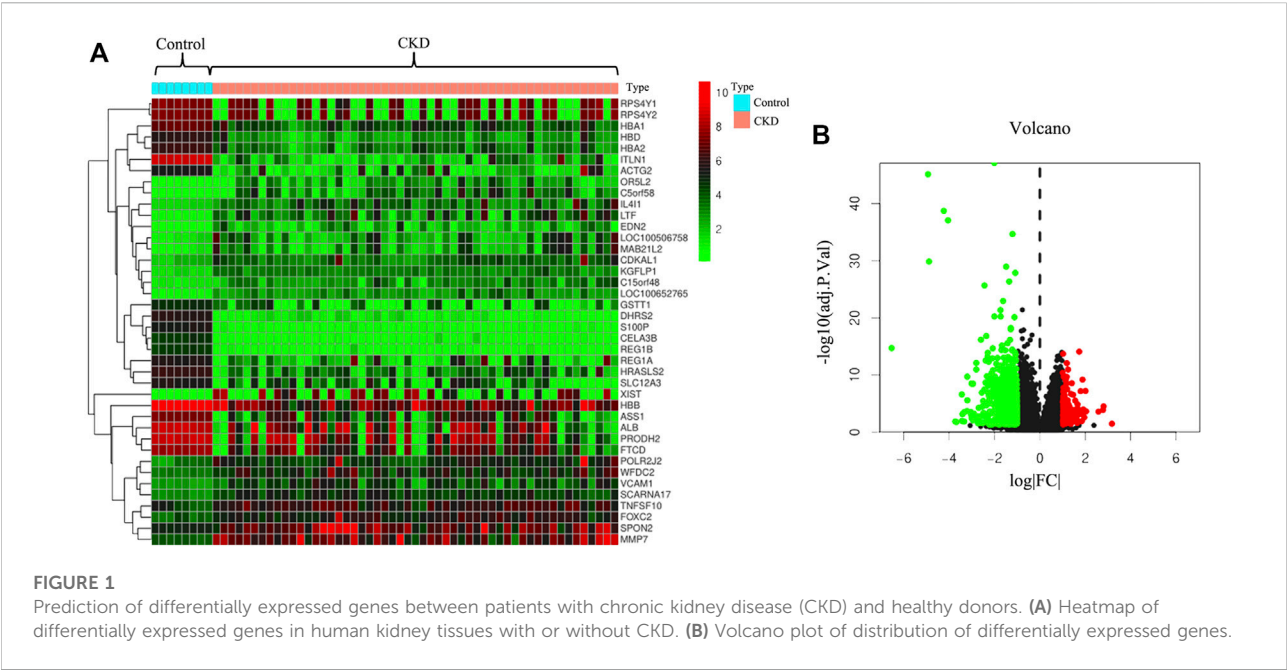 A
Control
CKD
Type
RPS4Y1
RPS4Y2
HBA1
HBD
HBA2
ITLN1
ACTG2
OR5L2
C5orf58
IL4I1
LTF
EDN2
LOC100506758
MAB21L2
CDKAL1
KGFLP1
C15orf48
LOC100652765
GSTT1
DHRS2
S100P
CELA3B
REG1B
REG1A
HRASLS2
SLC12A3
XIST
HBB
ASS1
ALB
PRODH2
FTCD
POLR2J2
WFDC2
VCAM1
SCARNA17
TNFSF10
FOXC2
SPON2
MMP7
10
8
6
4
2
Type
Control
CKD
B
Volcano
-log10(adj.P.Val)
40
30
20
10
0
−6 −4 −2 0 2 4 6
log|FC|
FIGURE 1
Prediction of differentially expressed genes between patients with chronic kidney disease (CKD) and healthy donors. (A) Heatmap of
differentially expressed genes in human kidney tissues with or without CKD. (B) Volcano plot of distribution of differentially expressed genes.